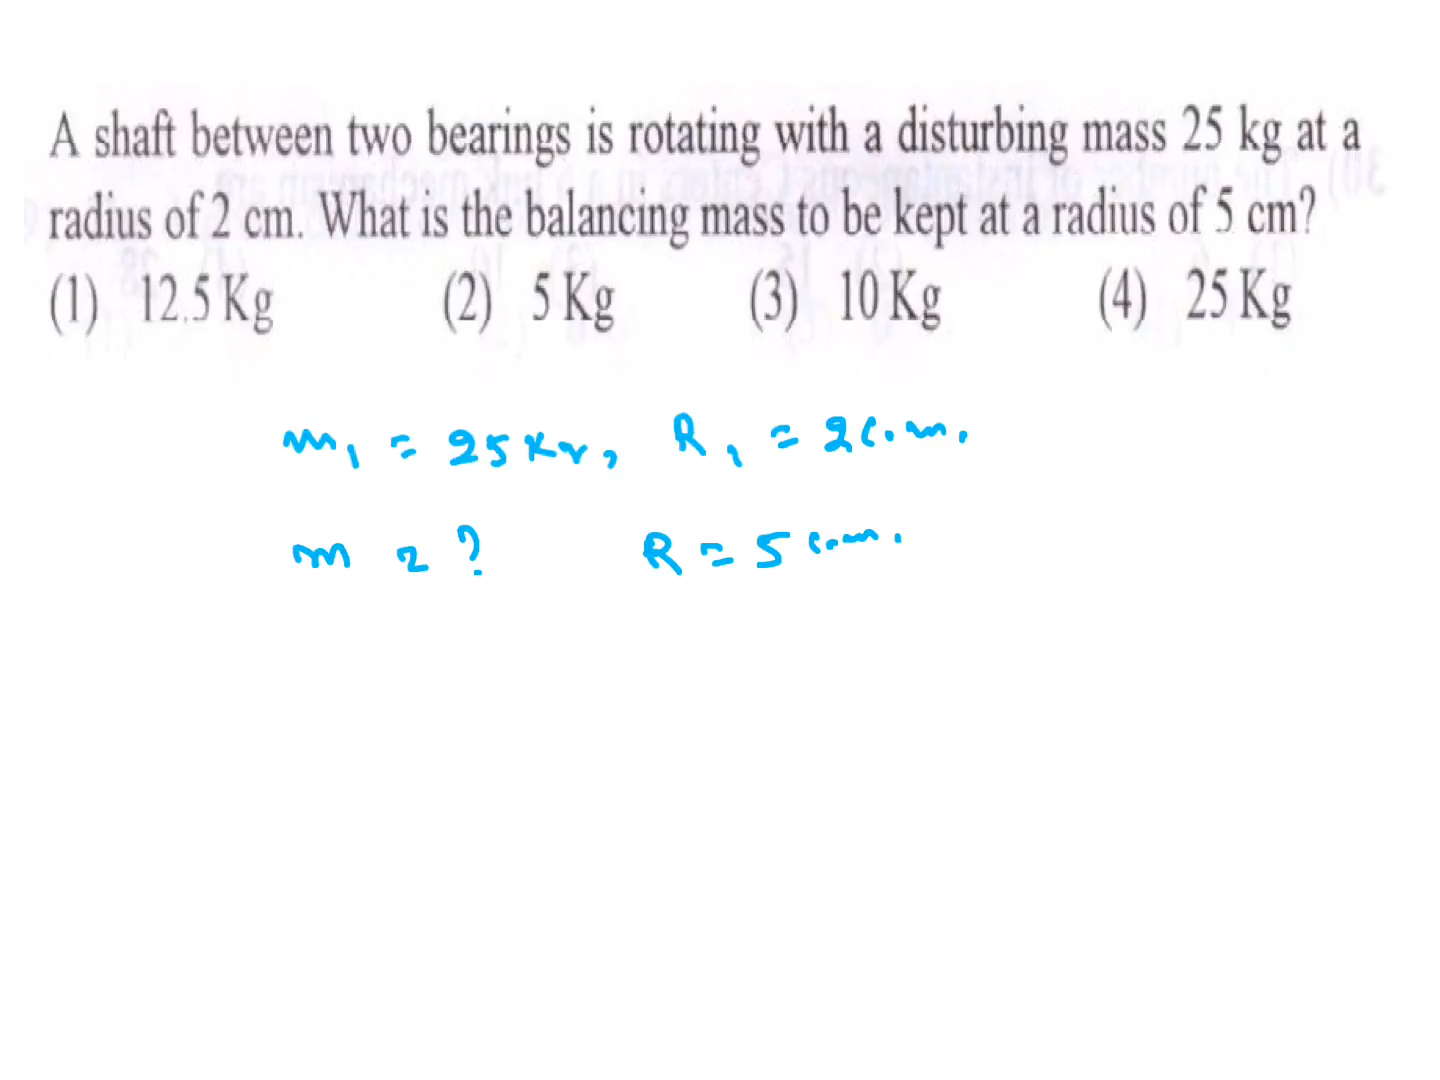 A shaft between two bearings is rotating with a disturbing mass 25 kg at a
radius of 2 cm. What is the balancing mass to be kept at a radius of 5 cm?
(1) 12.5 Kg (2) 5 Kg (3) 10 Kg (4) 25 Kg
m₁ = 25 Kg, R₁ = 2 c.m.
m = ? R = 5 c.m.